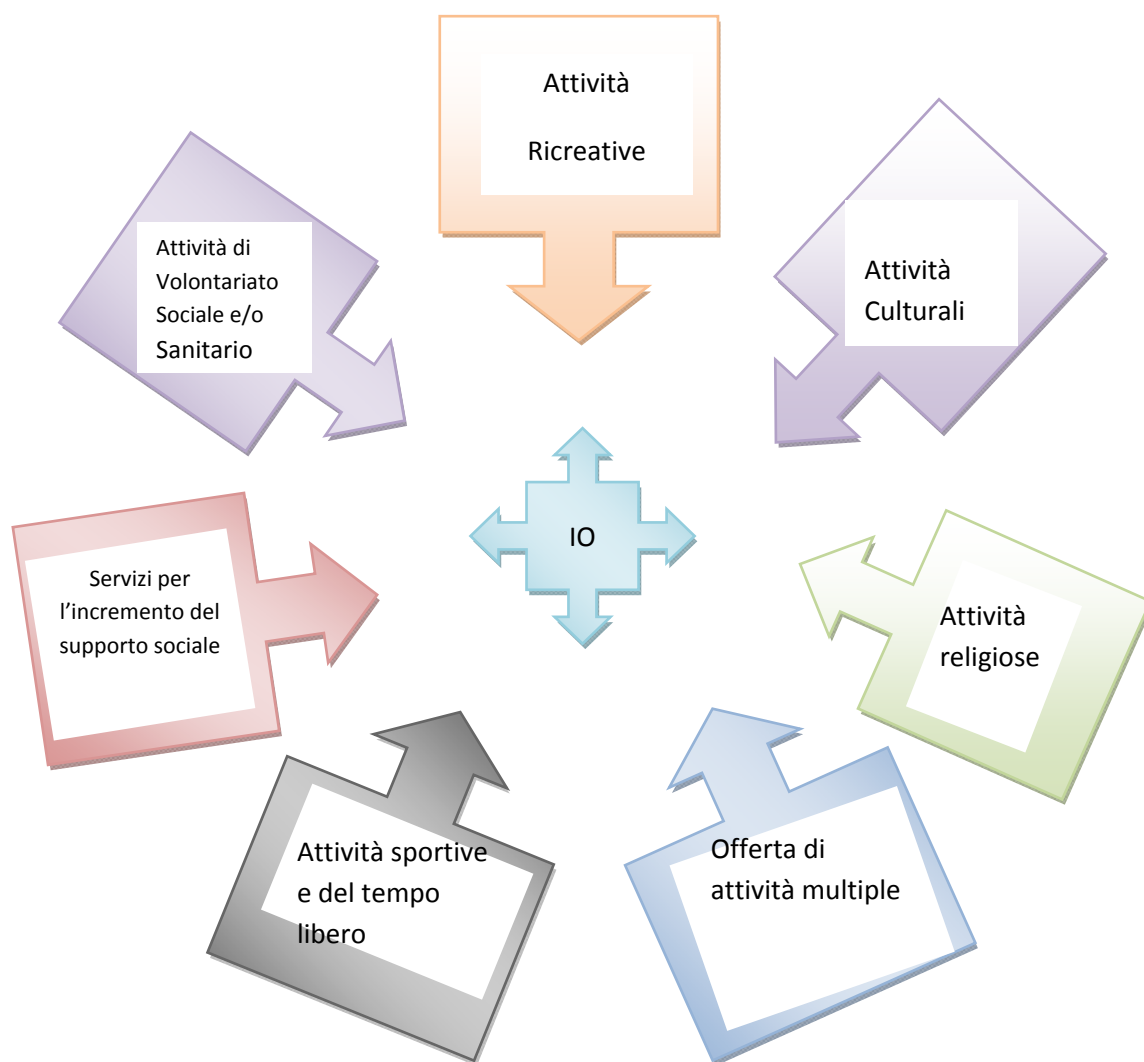 Attività
Ricreative
Attività di
Volontariato
Sociale e/o
Sanitario
Attività
Culturali
IO
Servizi per
l’incremento del
supporto sociale
Attività
religiose
Attività sportive
e del tempo
libero
Offerta di
attività multiple